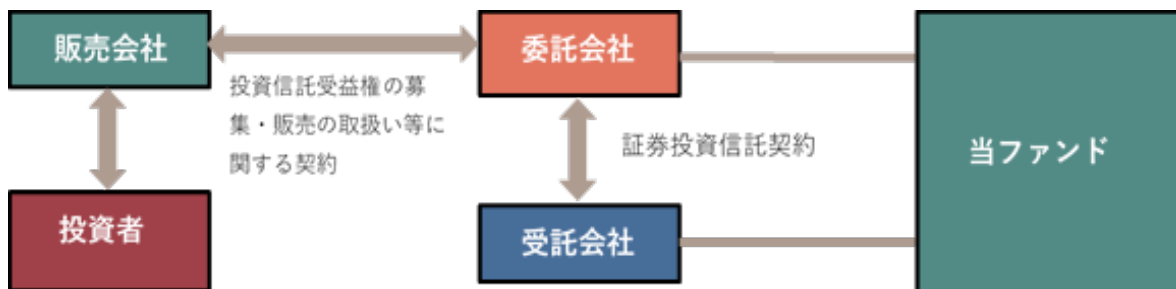 販売会社
委託会社
投資信託受益権の募
集・販売の取扱い等に
関する契約
証券投資信託契約
当ファンド
投資者
受託会社